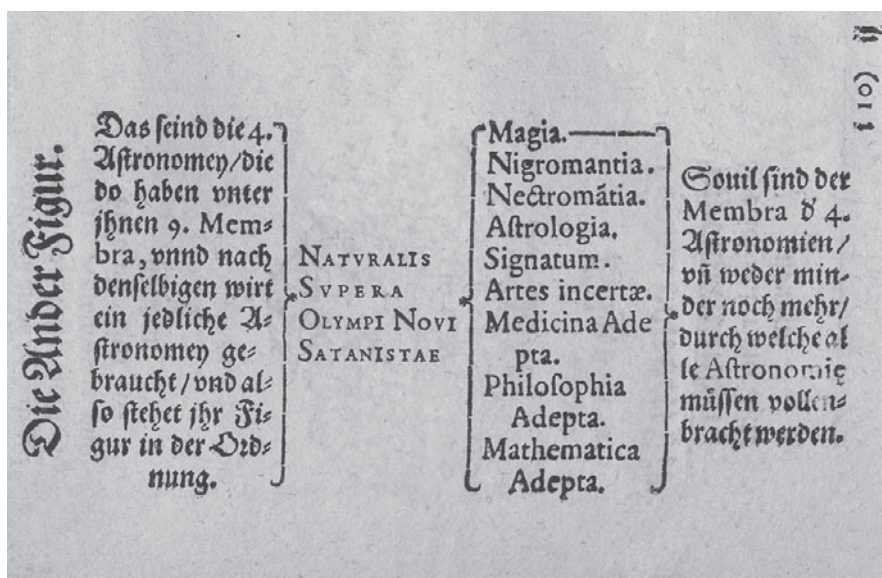 Die Ander Figur.
Das seind die 4.
Astronomey/die
do haben vnter
jhnen 9. Mem⸗
bra, vnnd nach
denselbigen wirt
ein jedliche A⸗
stronomey ge⸗
braucht/vnd al⸗
so stehet jhr Fi⸗
gur in der Ord⸗
nung.
NATVRALIS
SVPERA
OLYMPI NOVI
SATANISTAE
Magia.
Nigromantia.
Nectromātia.
Astrologia.
Signatum.
Artes incertæ.
Medicina Ade
pta.
Philosophia
Adepta.
Mathematica
Adepta.
Souil sind der
Membra d' 4.
Astronomien/
vn̄ weder min⸗
der noch mehr/
durch welche al
le Astronomię
müssen vollen⸗
bracht werden.